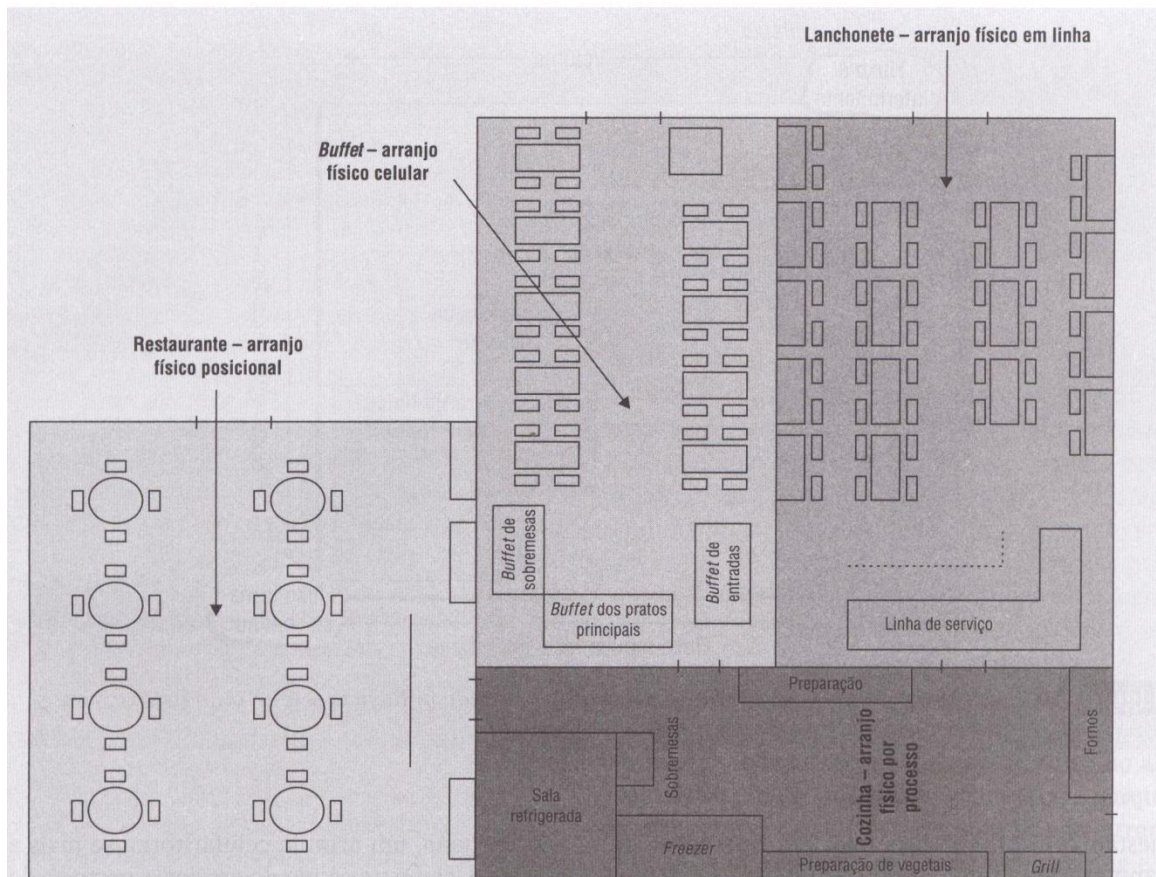 Lanchonete – arranjo físico em linha
Buffet – arranjo
físico celular
Restaurante – arranjo
físico posicional
Buffet de
sobremesas
Buffet de
entradas
Buffet dos pratos
principais
Linha de serviço
Preparação
Fornos
Sobremesas
Cozinha – arranjo
físico por
processo
Sala
refrigerada
Freezer
Preparação de vegetais
Grill